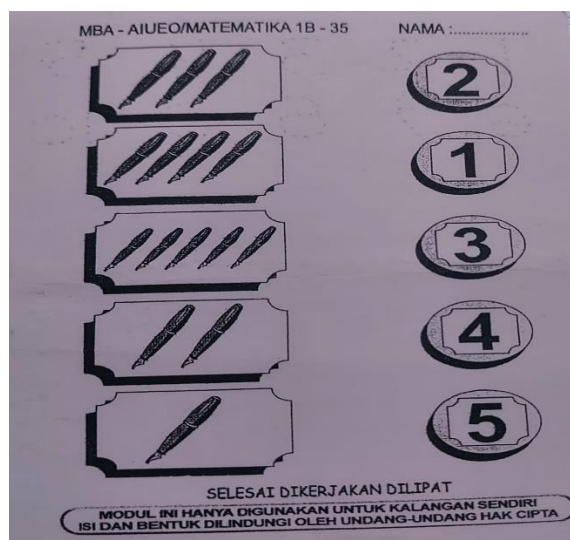 MBA - AIUEO/MATEMATIKA 1B - 35 NAMA :..................
2
1
3
4
5
SELESAI DIKERJAKAN DILIPAT
MODUL INI HANYA DIGUNAKAN UNTUK KALANGAN SENDIRI
ISI DAN BENTUK DILINDUNGI OLEH UNDANG-UNDANG HAK CIPTA